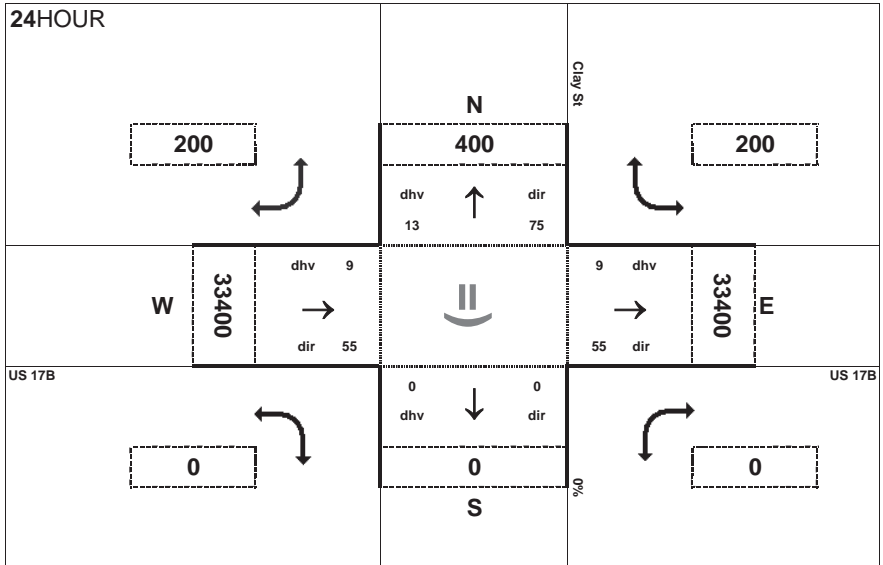 24HOUR
Clay St
N
200
400
200
dhv
dir
13
75
dhv 9
9 dhv
W
33400
33400
E
dir 55
55 dir
US 17B
US 17B
0
0
dhv
dir
0
0
0
0%
S